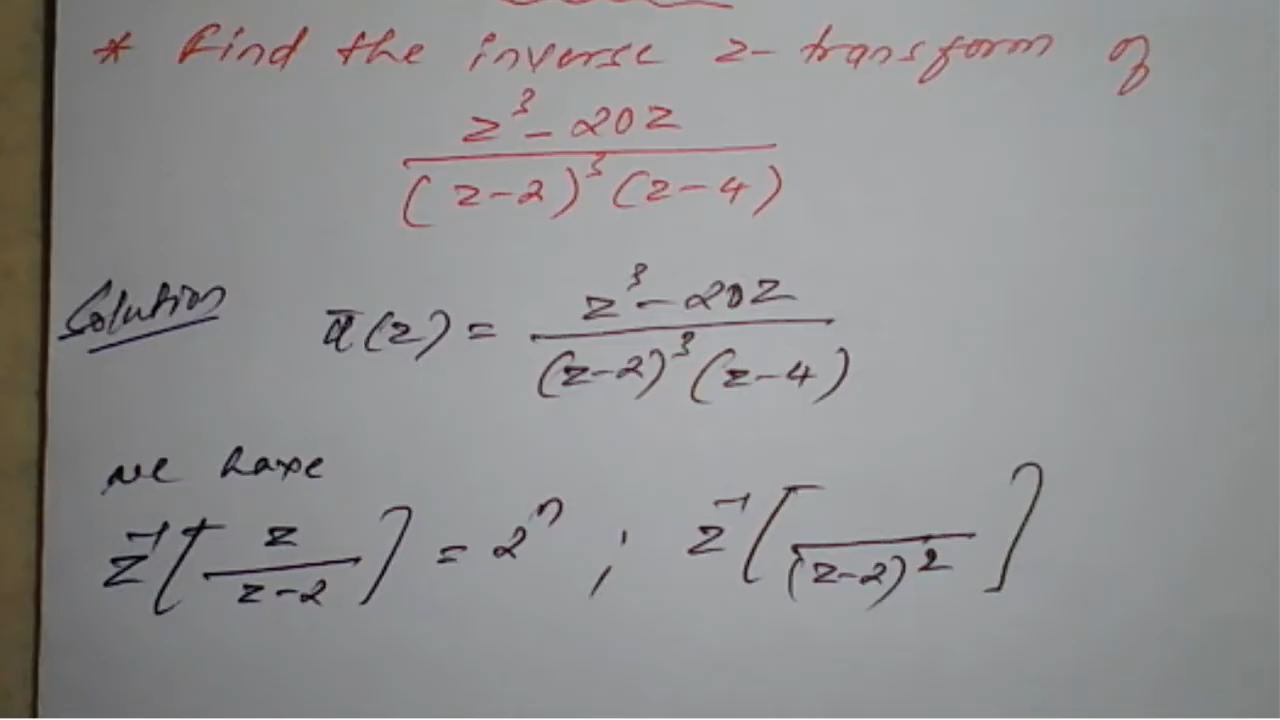 * Find the inverse z-transform of
z³ - 20z
(z-2)³ (z-4)
Solution ū(z) = z³ - 20z
(z-2)³ (z-4)
we have
z⁻¹[ z / z-2 ] = 2ⁿ ; z⁻¹[ / (z-2)² ]